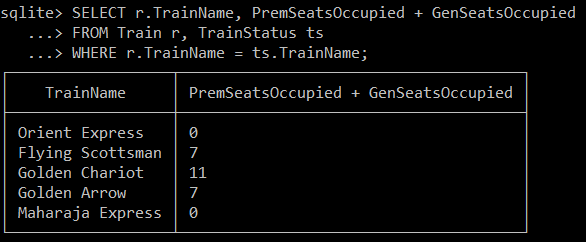 sqlite> SELECT r.TrainName, PremSeatsOccupied + GenSeatsOccupied
...> FROM Train r, TrainStatus ts
...> WHERE r.TrainName = ts.TrainName;
TrainName PremSeatsOccupied + GenSeatsOccupied
Orient Express 0
Flying Scottsman 7
Golden Chariot 11
Golden Arrow 7
Maharaja Express 0